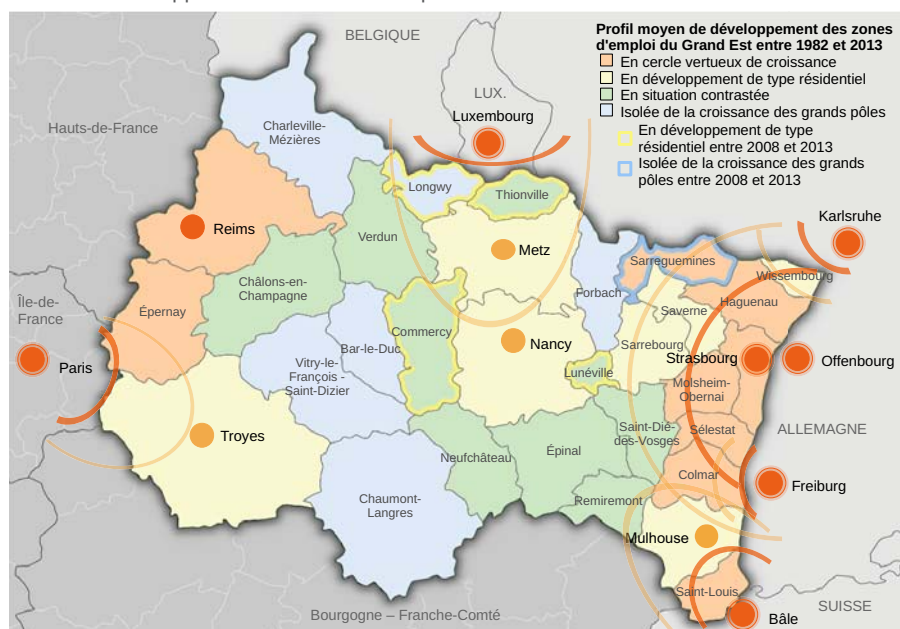 Profil moyen de développement des zones
d'emploi du Grand Est entre 1982 et 2013
En cercle vertueux de croissance
En développement de type résidentiel
En situation contrastée
Isolée de la croissance des grands pôles
En développement de type
résidentiel entre 2008 et 2013
Isolée de la croissance des grands
pôles entre 2008 et 2013
BELGIQUE
LUX.
Luxembourg
Hauts-de-France
Charleville-
Mézières
Longwy
Thionville
Karlsruhe
Reims
Verdun
Metz
Sarreguemines
Wissembourg
Châlons-en-
Champagne
Forbach
Haguenau
Île-de-
France
Épernay
Saverne
Commercy
Nancy
Sarrebourg
Bar-le-Duc
Strasbourg
Offenbourg
Paris
Vitry-le-
François -
Saint-Dizier
Lunéville
Molsheim-
Obernai
Troyes
Saint-Dié-
des-Vosges
Sélestat
ALLEMAGNE
Neufchâteau
Épinal
Colmar
Freiburg
Chaumont-
Langres
Remiremont
Mulhouse
Saint-Louis
SUISSE
Bâle
Bourgogne – Franche-Comté